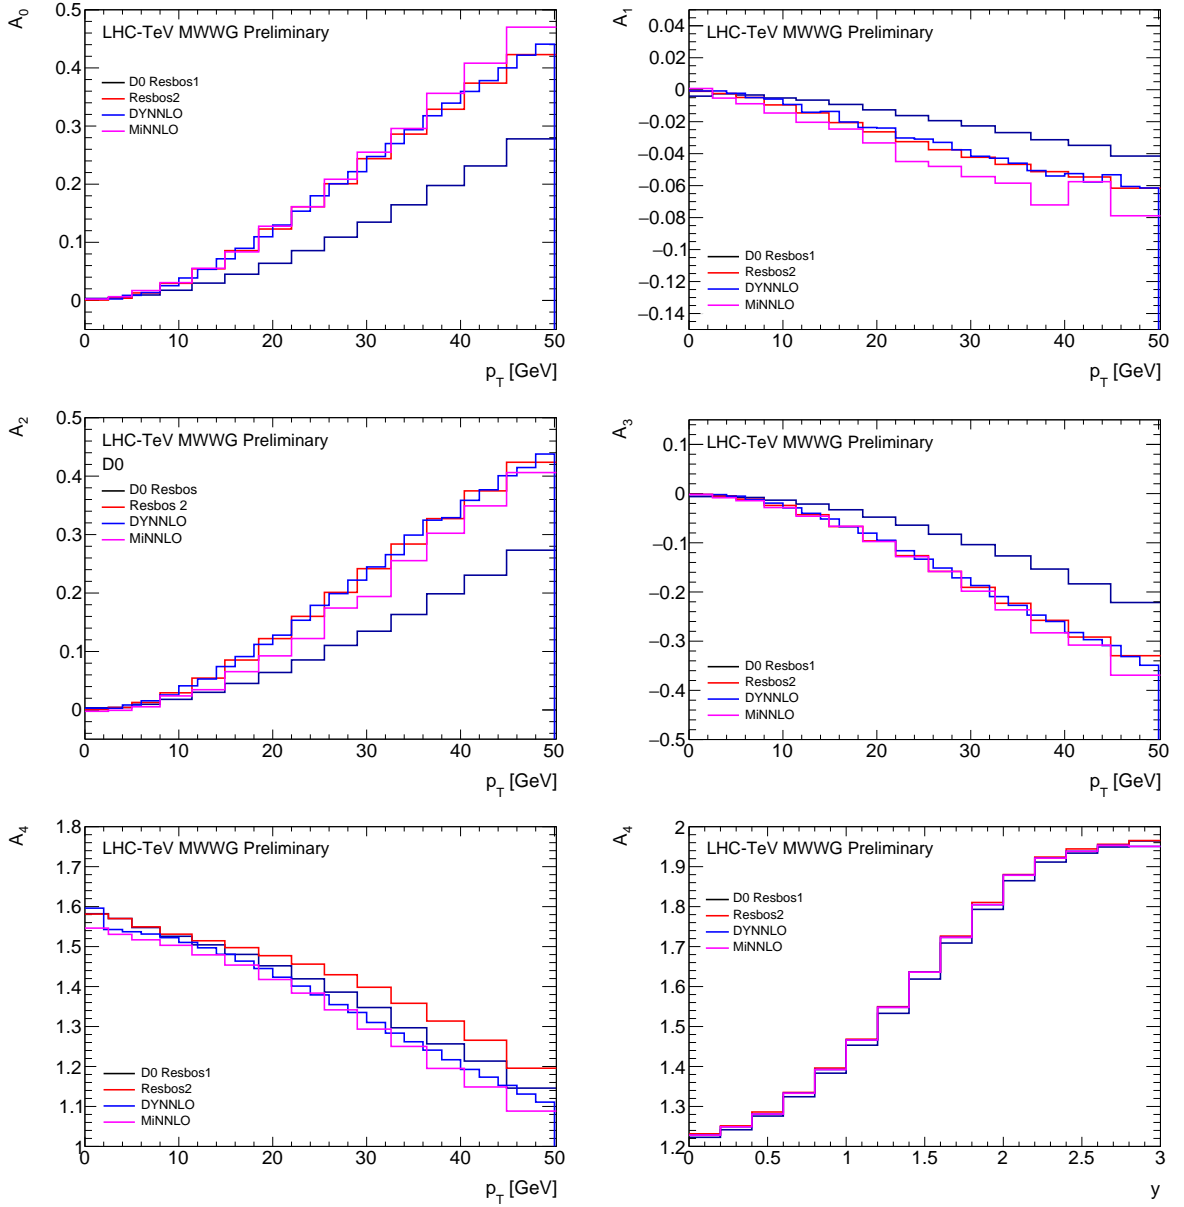 A0
LHC-TeV MWWG Preliminary
D0 Resbos1
Resbos2
DYNNLO
MiNNLO
0.5
0.4
0.3
0.2
0.1
0
0 10 20 30 40 50
pT [GeV]
A1
LHC-TeV MWWG Preliminary
D0 Resbos1
Resbos2
DYNNLO
MiNNLO
0.04
0.02
0
−0.02
−0.04
−0.06
−0.08
−0.1
−0.12
−0.14
0 10 20 30 40 50
pT [GeV]
A2
LHC-TeV MWWG Preliminary
D0
D0 Resbos
Resbos 2
DYNNLO
MiNNLO
0.5
0.4
0.3
0.2
0.1
0
0 10 20 30 40 50
pT [GeV]
A3
LHC-TeV MWWG Preliminary
D0 Resbos1
Resbos2
DYNNLO
MiNNLO
0.1
0
−0.1
−0.2
−0.3
−0.4
−0.5
0 10 20 30 40 50
pT [GeV]
A4
LHC-TeV MWWG Preliminary
D0 Resbos1
Resbos2
DYNNLO
MiNNLO
1.8
1.7
1.6
1.5
1.4
1.3
1.2
1.1
1
0 10 20 30 40 50
pT [GeV]
A4
LHC-TeV MWWG Preliminary
D0 Resbos1
Resbos2
DYNNLO
MiNNLO
2
1.9
1.8
1.7
1.6
1.5
1.4
1.3
1.2
0 0.5 1 1.5 2 2.5 3
y